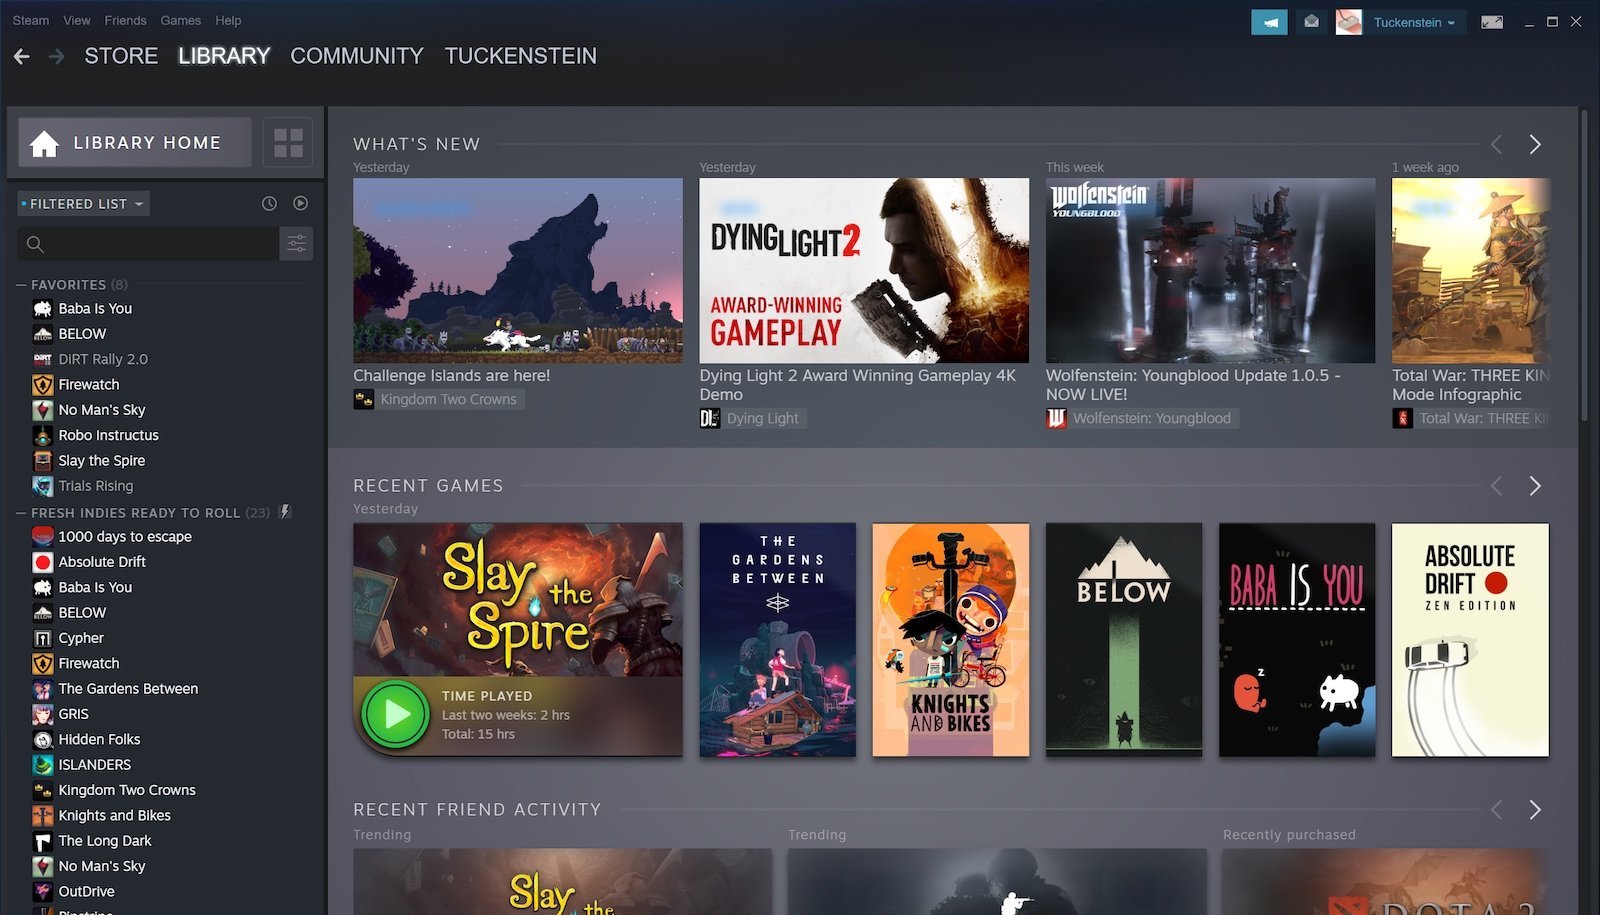 Steam View Friends Games Help
Tuckenstein
STORE LIBRARY COMMUNITY TUCKENSTEIN
LIBRARY HOME
FILTERED LIST
— FAVORITES (8)
Baba Is You
BELOW
DIRT Rally 2.0
Firewatch
No Man's Sky
Robo Instructus
Slay the Spire
Trials Rising
— FRESH INDIES READY TO ROLL (23)
1000 days to escape
Absolute Drift
Baba Is You
BELOW
Cypher
Firewatch
The Gardens Between
GRIS
Hidden Folks
ISLANDERS
Kingdom Two Crowns
Knights and Bikes
The Long Dark
No Man's Sky
OutDrive
WHAT'S NEW
Yesterday
Challenge Islands are here!
Kingdom Two Crowns
Yesterday
DYING LIGHT 2
AWARD-WINNING
GAMEPLAY
Dying Light 2 Award Winning Gameplay 4K
Demo
Dying Light
This week
Wolfenstein
YOUNGBLOOD
Wolfenstein: Youngblood Update 1.0.5 -
NOW LIVE!
Wolfenstein: Youngblood
1 week ago
Total War: THREE KIN
Mode Infographic
Total War: THREE KIN
RECENT GAMES
Yesterday
Slay the
Spire
TIME PLAYED
Last two weeks: 2 hrs
Total: 15 hrs
THE
GARDENS
BETWEEN
KNIGHTS
AND BIKES
BELOW
BABA IS YOU
z
ABSOLUTE
DRIFT
ZEN EDITION
RECENT FRIEND ACTIVITY
Trending
Slay the
Trending
Recently purchased
DOTA 2